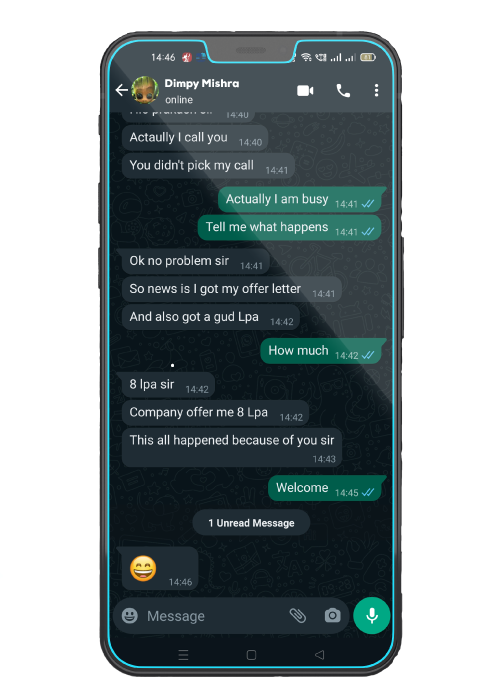 14:46
Dimpy Mishra
online
14:40
Actaully I call you 14:40
You didn't pick my call 14:41
Actually I am busy 14:41
Tell me what happens 14:41
Ok no problem sir 14:41
So news is I got my offer letter 14:41
And also got a gud Lpa 14:42
How much 14:42
8 lpa sir 14:42
Company offer me 8 Lpa 14:42
This all happened because of you sir
14:43
Welcome 14:45
1 Unread Message
14:46
Message